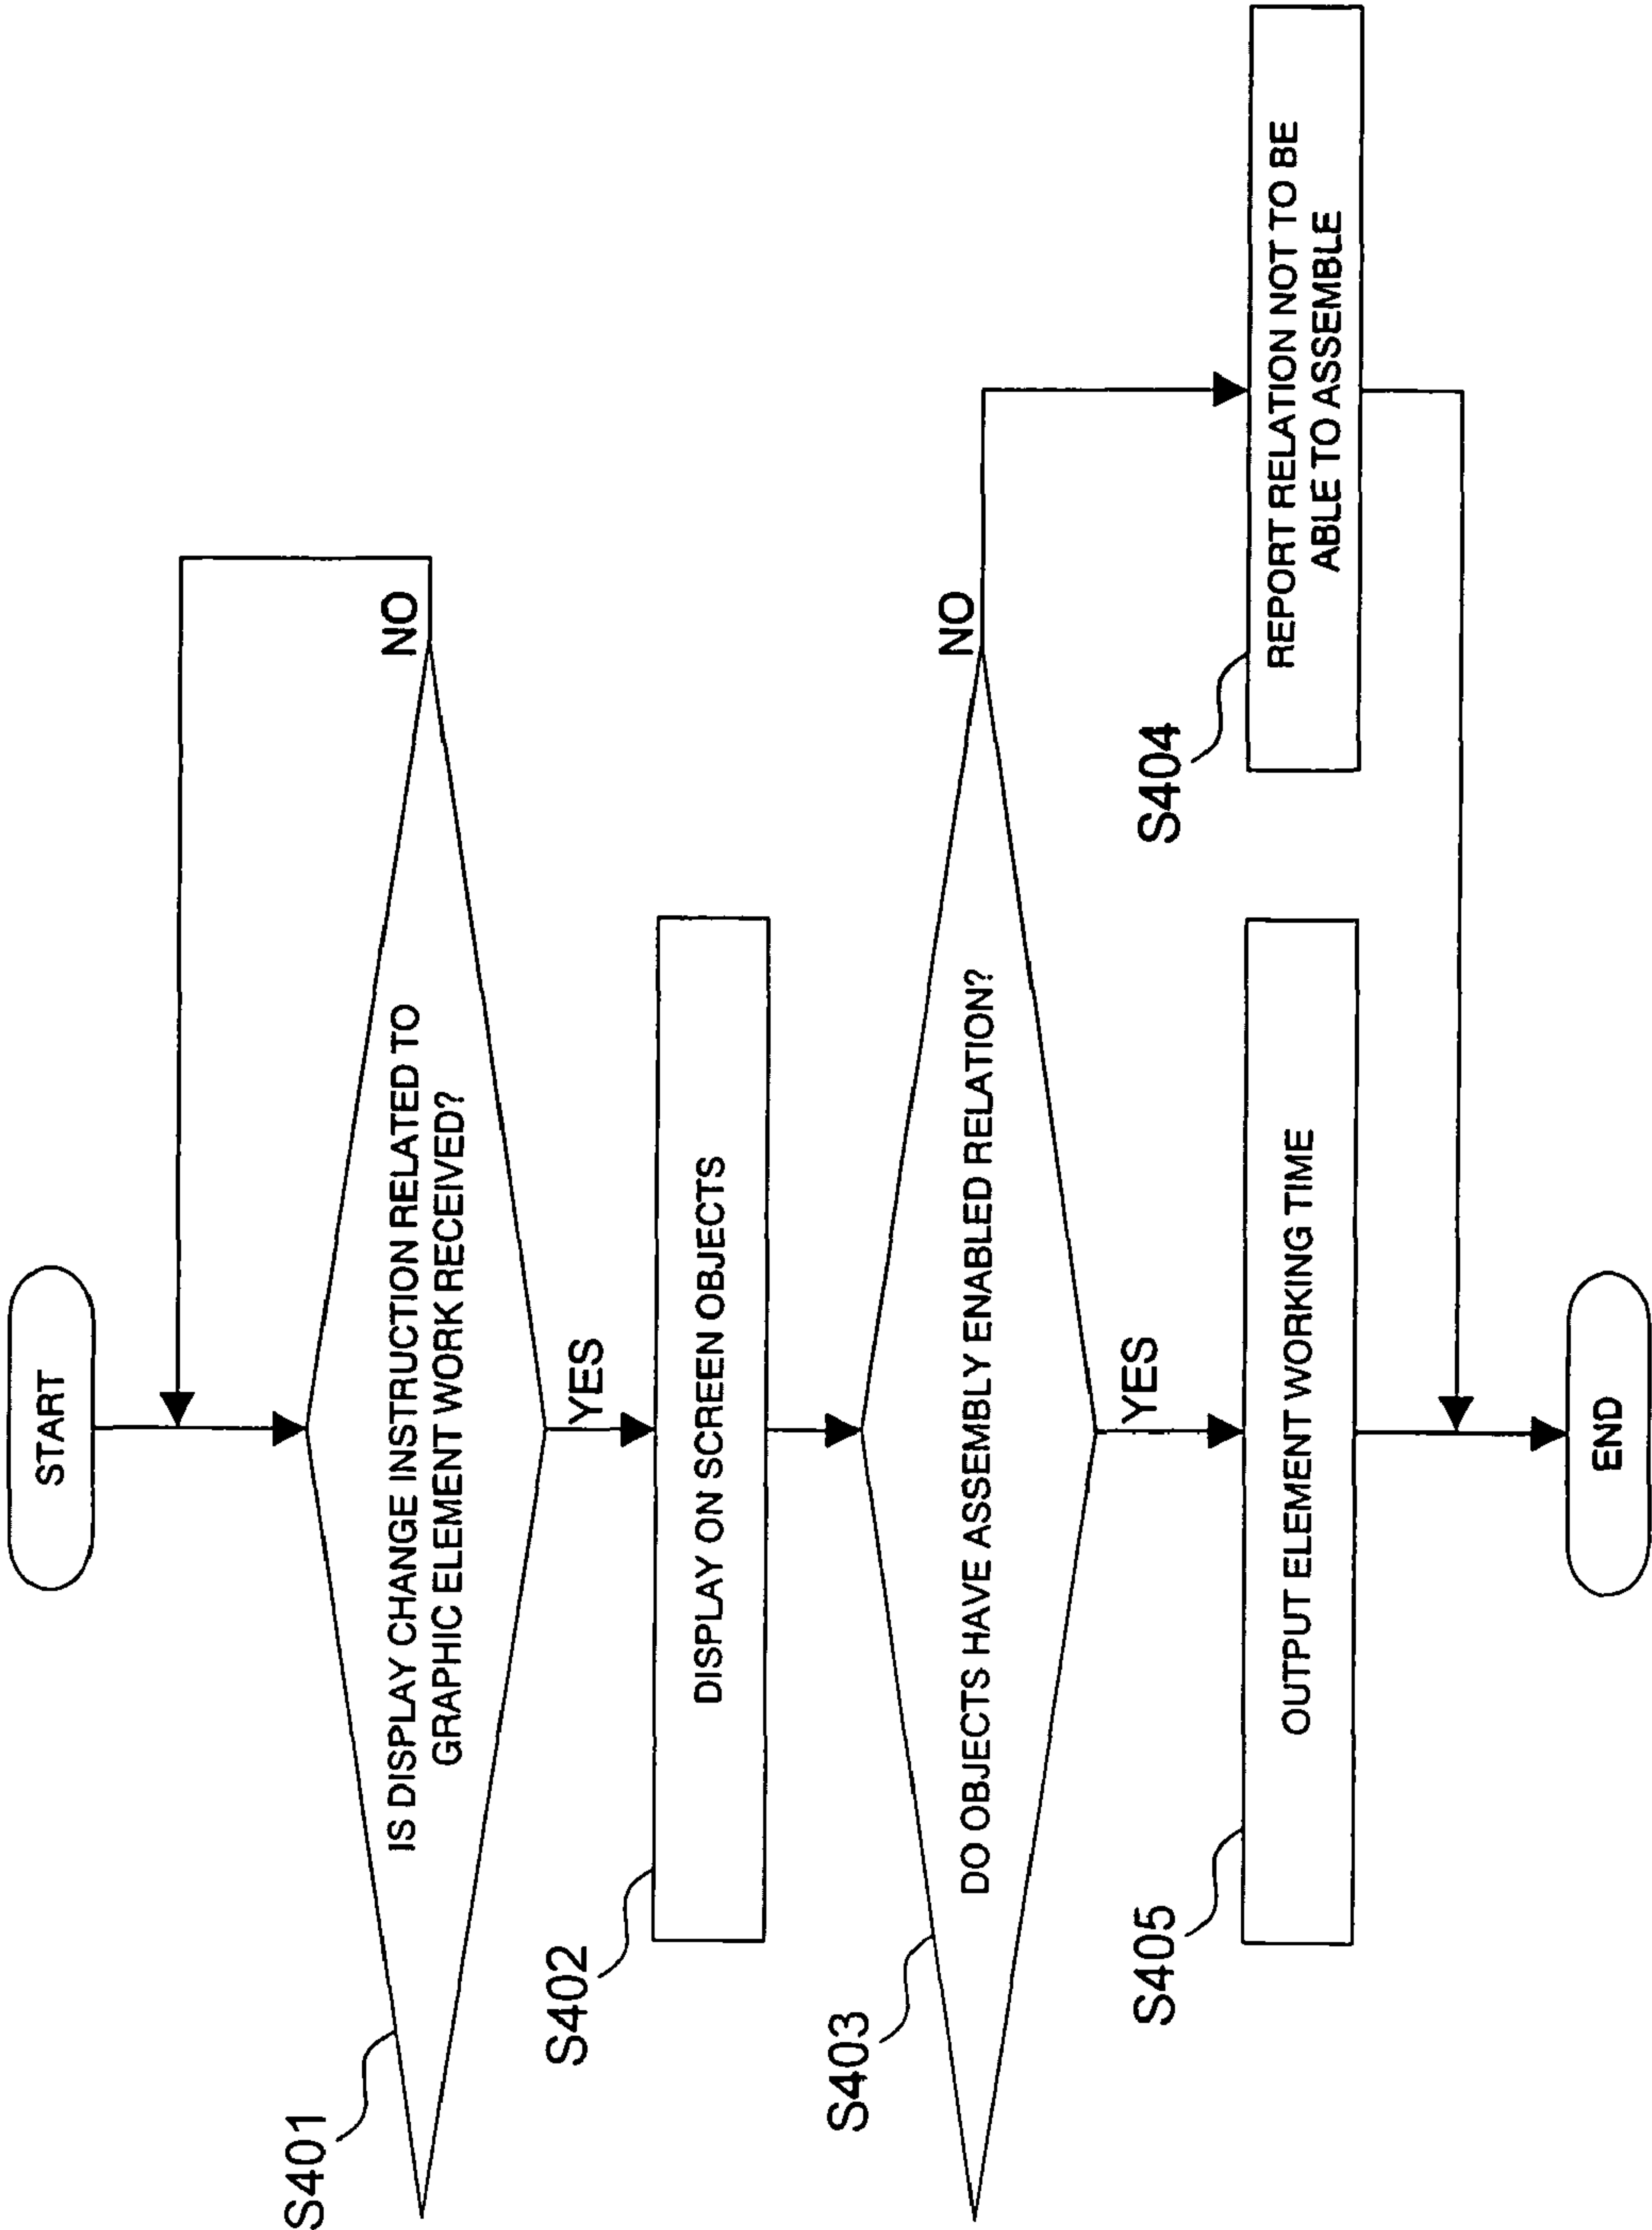 START
S401
IS DISPLAY CHANGE INSTRUCTION RELATED TO
GRAPHIC ELEMENT WORK RECEIVED?
NO
YES
S402
DISPLAY ON SCREEN OBJECTS
S403
DO OBJECTS HAVE ASSEMBLY ENABLED RELATION?
NO
YES
S405
OUTPUT ELEMENT WORKING TIME
S404
REPORT RELATION NOT TO BE
ABLE TO ASSEMBLE
END